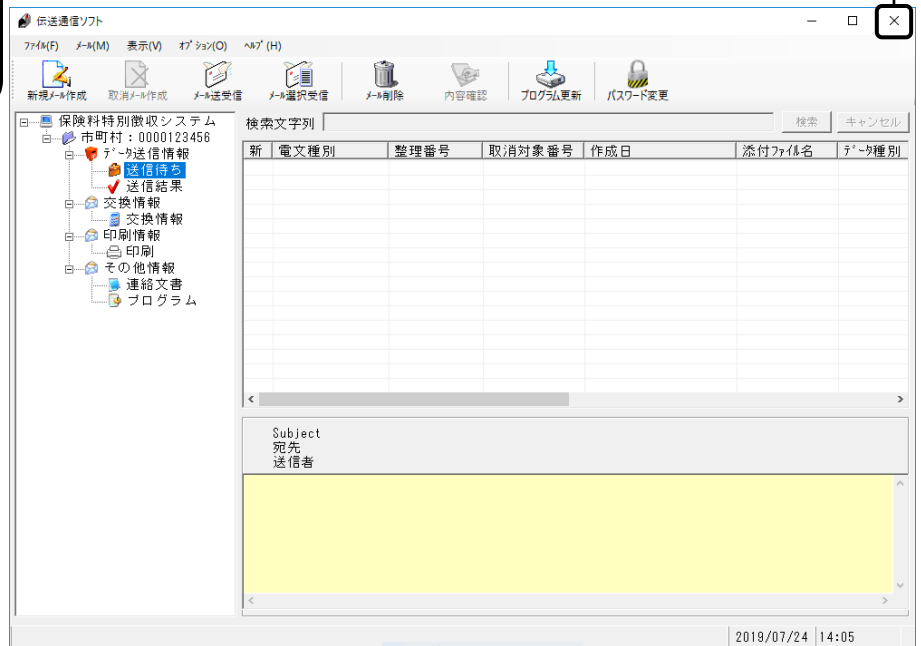 伝送通信ソフト
ﾌｧｲﾙ(F) ﾒｰﾙ(M) 表示(V) ｵﾌﾟｼｮﾝ(O) ﾍﾙﾌﾟ(H)
新規ﾒｰﾙ作成 取消ﾒｰﾙ作成 ﾒｰﾙ送受信 ﾒｰﾙ選択受信 ﾒｰﾙ削除 内容確認 ﾌﾟﾛｸﾞﾗﾑ更新 ﾊﾟｽﾜｰﾄﾞ変更
保険料特別徴収システム
市町村：0000123456
ﾃﾞｰﾀ送信情報
送信待ち
送信結果
交換情報
交換情報
印刷情報
印刷
その他情報
連絡文書
プログラム
検索文字列 検索 キャンセル
新 電文種別 整理番号 取消対象番号 作成日 添付ﾌｧｲﾙ名 ﾃﾞｰﾀ種別
Subject
宛先
送信者
2019/07/24 14:05